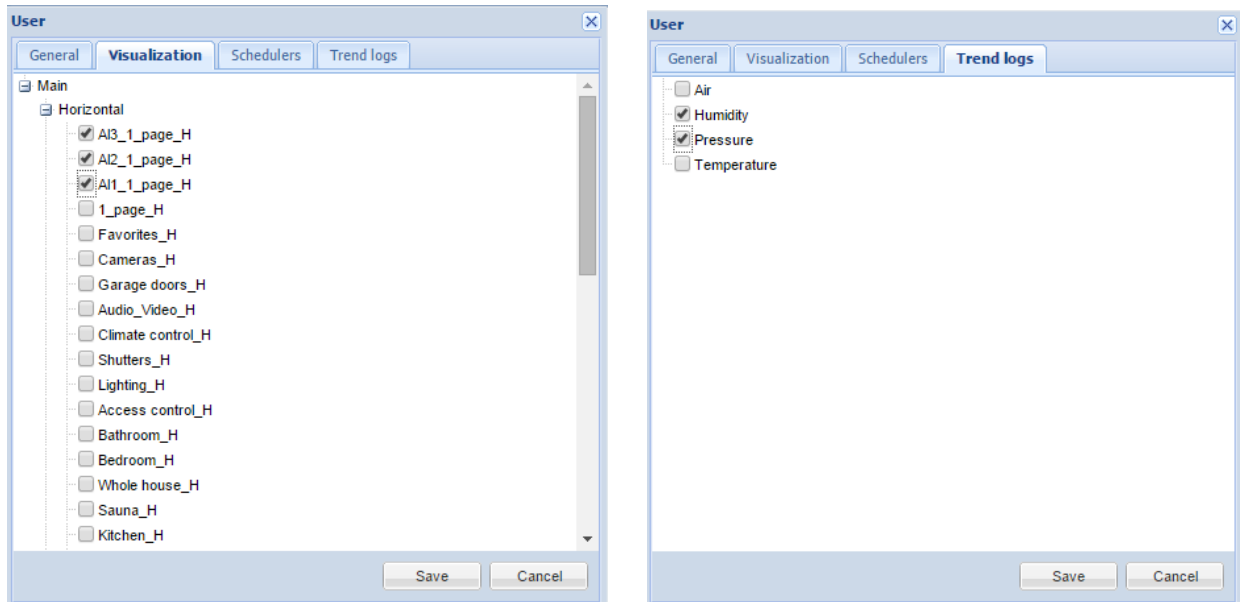 User
General Visualization Schedulers Trend logs
Main
Horizontal
AI3_1_page_H
AI2_1_page_H
AI1_1_page_H
1_page_H
Favorites_H
Cameras_H
Garage doors_H
Audio_Video_H
Climate control_H
Shutters_H
Lighting_H
Access control_H
Bathroom_H
Bedroom_H
Whole house_H
Sauna_H
Kitchen_H
Save Cancel
User
General Visualization Schedulers Trend logs
Air
Humidity
Pressure
Temperature
Save Cancel